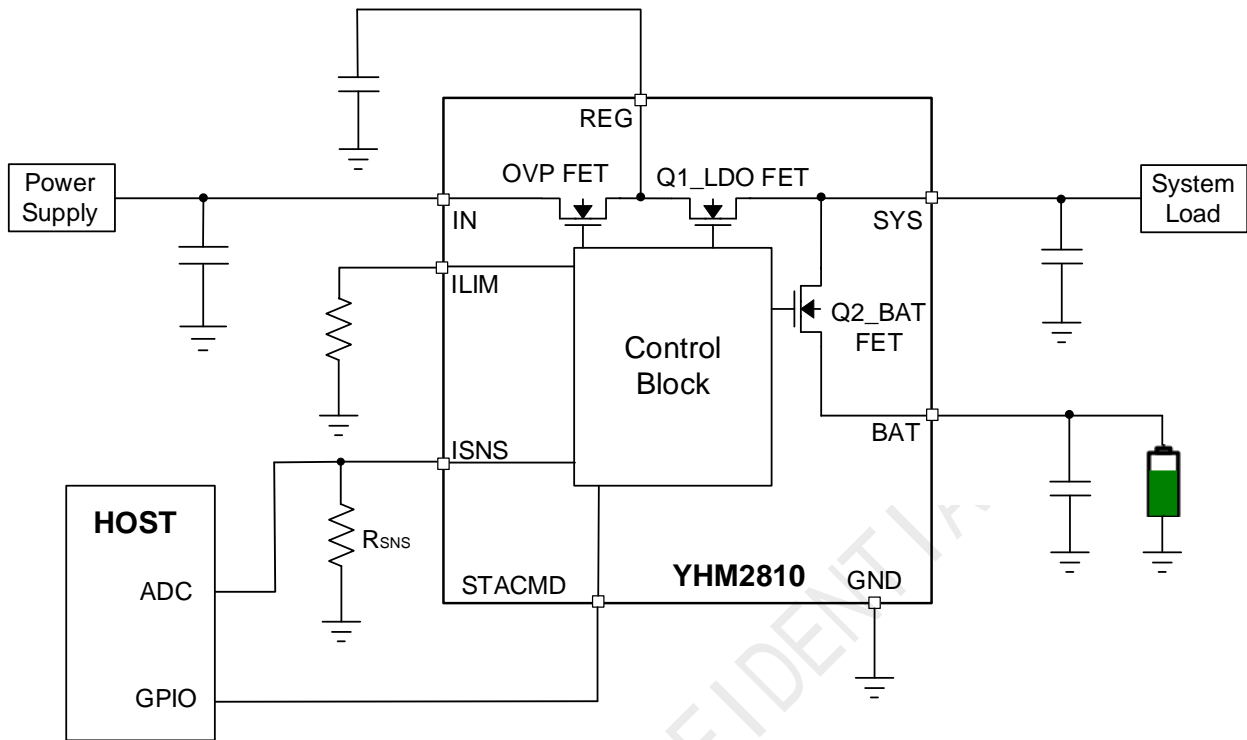 REG
Power
Supply
OVP FET
Q1_LDO FET
System
Load
IN
SYS
ILIM
Q2_BAT
FET
Control
Block
BAT
ISNS
HOST
RSNS
ADC
STACMD
YHM2810
GND
GPIO